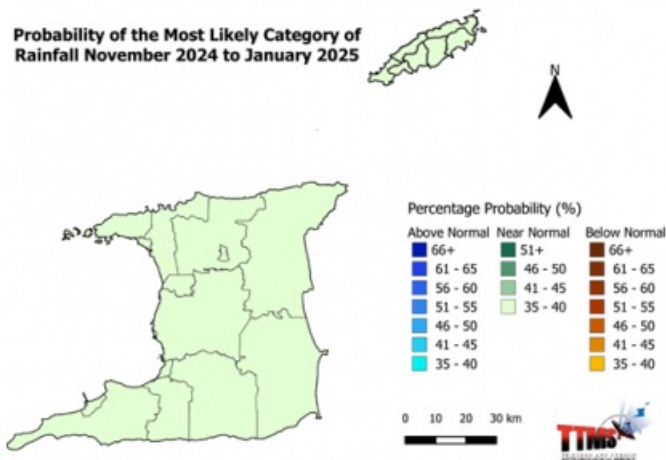 Probability of the Most Likely Category of
Rainfall November 2024 to January 2025
N
Percentage Probability (%)
Above Normal Near Normal Below Normal
66+ 51+ 66+
61 - 65 46 - 50 61 - 65
56 - 60 41 - 45 56 - 60
51 - 55 35 - 40 51 - 55
46 - 50 46 - 50
41 - 45 41 - 45
35 - 40 35 - 40
0 10 20 30 km
TTMS